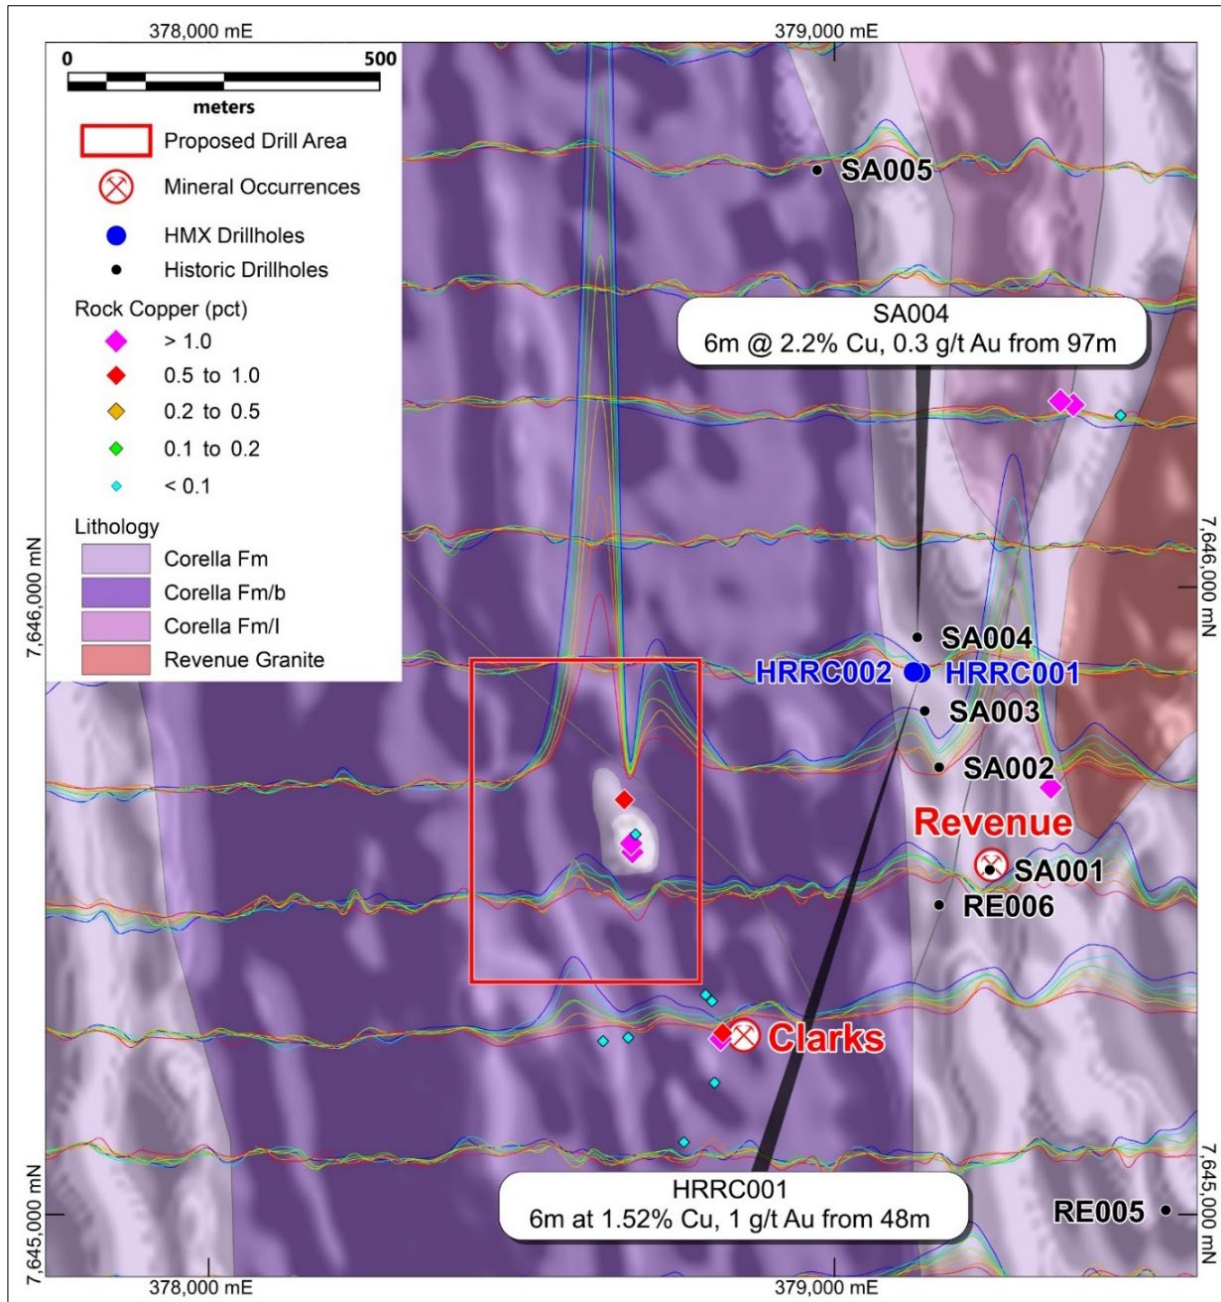 378,000 mE
379,000 mE
0
500
meters
Proposed Drill Area
Mineral Occurrences
HMX Drillholes
Historic Drillholes
Rock Copper (pct)
> 1.0
0.5 to 1.0
0.2 to 0.5
0.1 to 0.2
< 0.1
Lithology
Corella Fm
Corella Fm/b
Corella Fm/l
Revenue Granite
SA005
SA004
6m @ 2.2% Cu, 0.3 g/t Au from 97m
7,646,000 mN
7,646,000 mN
SA004
HRRC002
HRRC001
SA003
SA002
Revenue
SA001
RE006
Clarks
HRRC001
6m at 1.52% Cu, 1 g/t Au from 48m
RE005
7,645,000 mN
7,645,000 mN
378,000 mE
379,000 mE